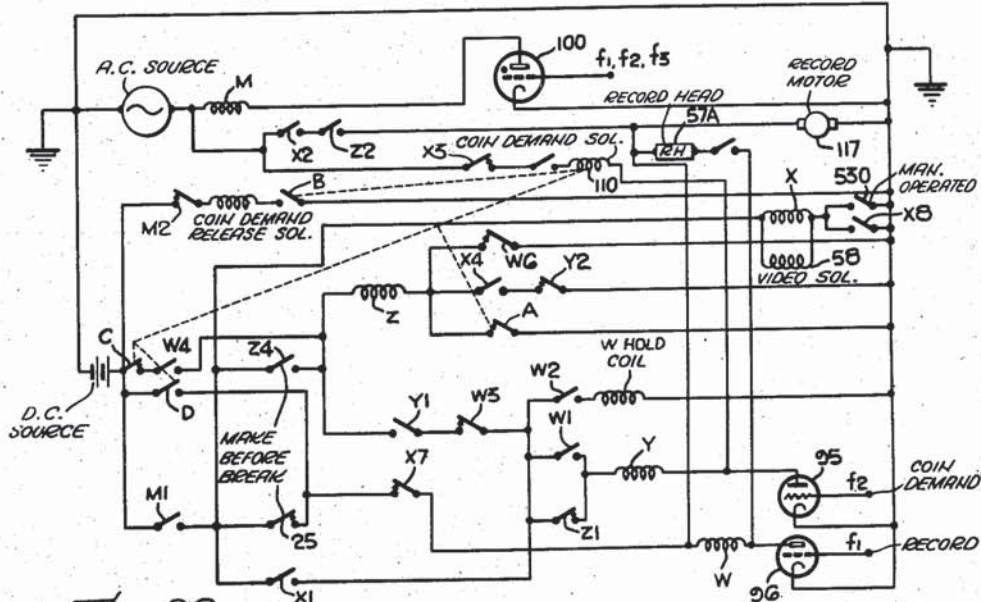 A.C. SOURCE
M
100
f1, f2, f3
RECORD
MOTOR
RECORD HEAD
57A
RH
117
X2
Z2
COIN DEMAND SOL.
X3
110
B
M2
COIN DEMAND
RELEASE SOL.
X
530
MAN.
OPERATED
X8
58
VIDEO SOL.
W6
X4
Y2
Z
A
C
W4
D
D.C.
SOURCE
Z4
W HOLD
COIL
W2
Y1
W3
W1
MAKE
BEFORE
BREAK
X7
Y
95
f2
COIN
DEMAND
M1
25
Z1
f1
RECORD
W
96
X1